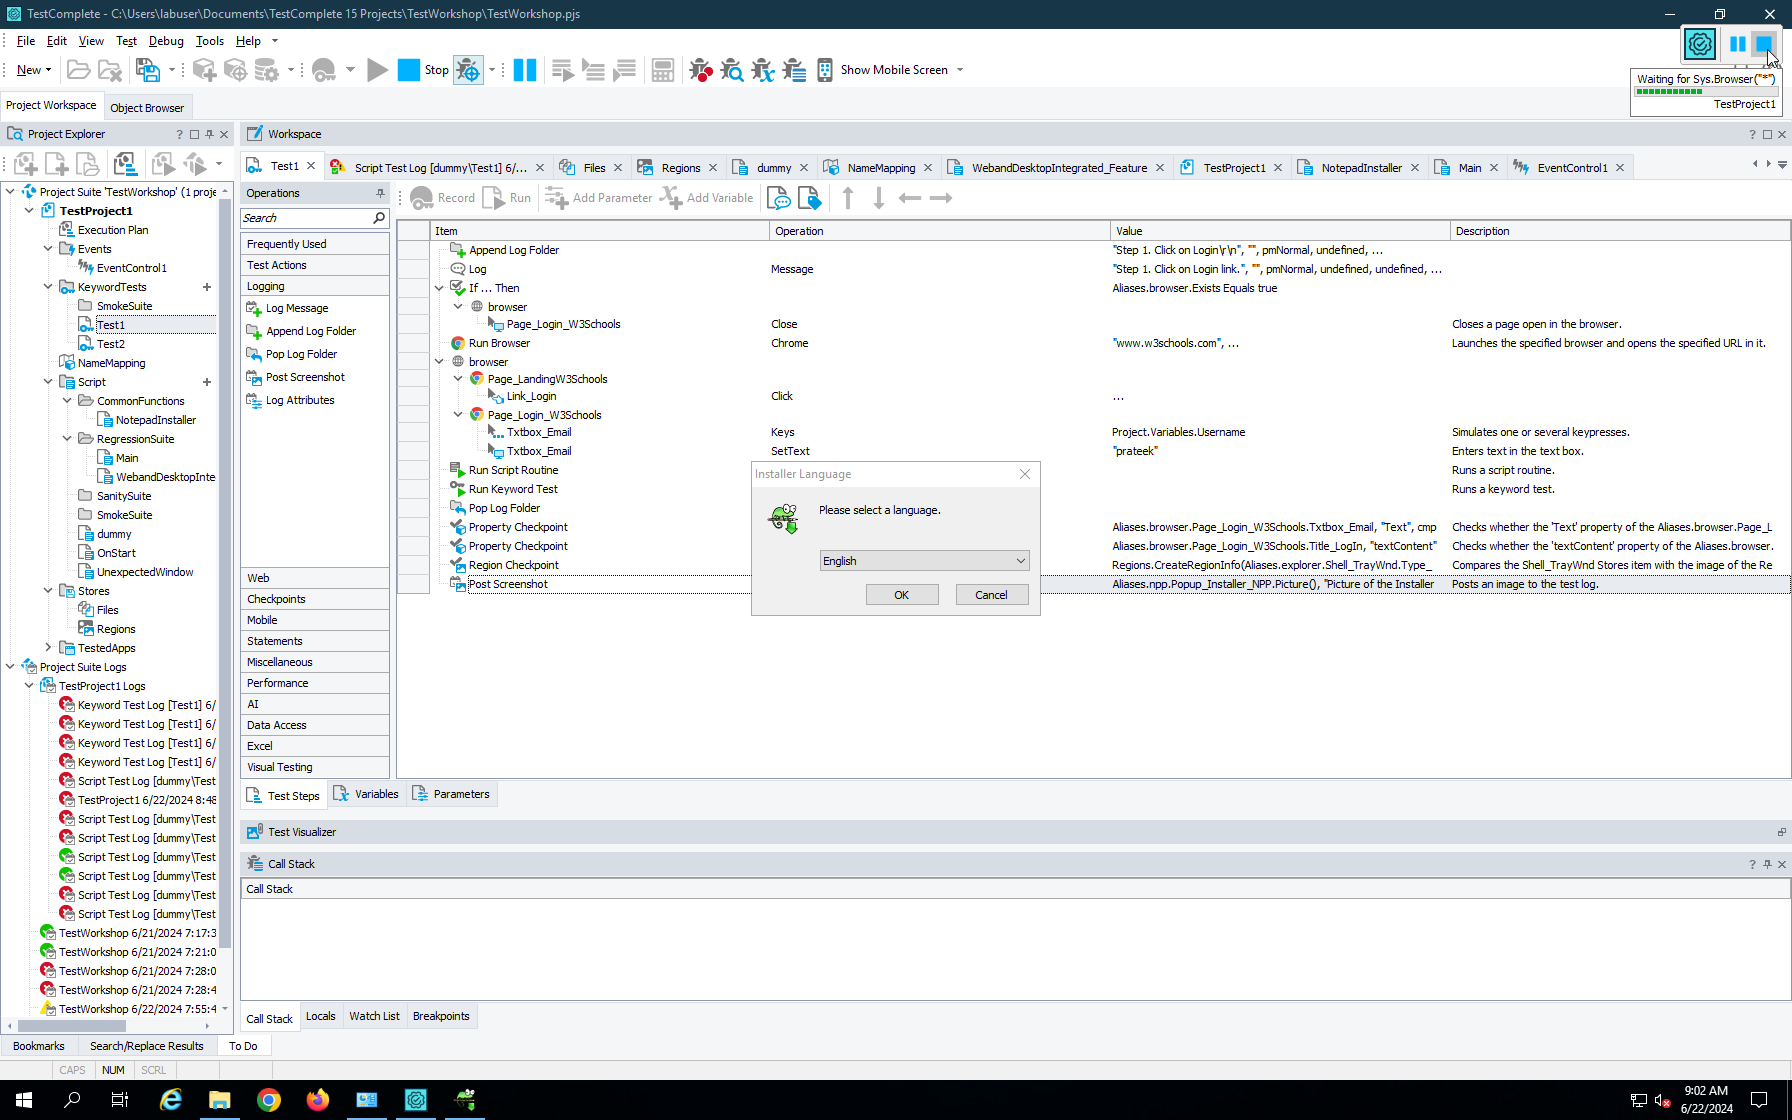 TestComplete - C:\Users\labuser\Documents\TestComplete 15 Projects\TestWorkshop\TestWorkshop.pjs
File Edit View Test Debug Tools Help
New Stop Show Mobile Screen
Waiting for Sys.Browser("*")
TestProject1
Project Workspace Object Browser
Project Explorer
Workspace
Test1 Script Test Log [dummy\Test1] 6/... Files Regions dummy NameMapping WebandDesktopIntegrated_Feature TestProject1 NotepadInstaller Main EventControl1
Project Suite 'TestWorkshop' (1 proje
TestProject1
Execution Plan
Events
EventControl1
KeywordTests
SmokeSuite
Test1
Test2
NameMapping
Script
CommonFunctions
NotepadInstaller
RegressionSuite
Main
WebandDesktopInte
SanitySuite
SmokeSuite
dummy
OnStart
UnexpectedWindow
Stores
Files
Regions
TestedApps
Project Suite Logs
TestProject1 Logs
Keyword Test Log [Test1] 6/
Keyword Test Log [Test1] 6/
Keyword Test Log [Test1] 6/
Keyword Test Log [Test1] 6/
Script Test Log [dummy\Test
TestProject1 6/22/2024 8:48
Script Test Log [dummy\Test
Script Test Log [dummy\Test
Script Test Log [dummy\Test
Script Test Log [dummy\Test
Script Test Log [dummy\Test
Script Test Log [dummy\Test
TestWorkshop 6/21/2024 7:17:3
TestWorkshop 6/21/2024 7:21:0
TestWorkshop 6/21/2024 7:28:0
TestWorkshop 6/21/2024 7:28:4
TestWorkshop 6/22/2024 7:55:4
Operations
Search
Frequently Used
Test Actions
Logging
Log Message
Append Log Folder
Pop Log Folder
Post Screenshot
Log Attributes
Web
Checkpoints
Mobile
Statements
Miscellaneous
Performance
AI
Data Access
Excel
Visual Testing
Record Run Add Parameter Add Variable
Item Operation Value Description
Append Log Folder "Step 1. Click on Login\r\n", "", pmNormal, undefined, ...
Log Message "Step 1. Click on Login link.", "", pmNormal, undefined, undefined, ...
If ... Then Aliases.browser.Exists Equals true
browser
Page_Login_W3Schools Close Closes a page open in the browser.
Run Browser Chrome "www.w3schools.com", ... Launches the specified browser and opens the specified URL in it.
browser
Page_LandingW3Schools
Link_Login Click ...
Page_Login_W3Schools
Txtbox_Email Keys Project.Variables.Username Simulates one or several keypresses.
Txtbox_Email SetText "prateek" Enters text in the text box.
Run Script Routine Runs a script routine.
Run Keyword Test Runs a keyword test.
Pop Log Folder
Property Checkpoint Aliases.browser.Page_Login_W3Schools.Txtbox_Email, "Text", cmp Checks whether the 'Text' property of the Aliases.browser.Page_L
Property Checkpoint Aliases.browser.Page_Login_W3Schools.Title_LogIn, "textContent" Checks whether the 'textContent' property of the Aliases.browser.
Region Checkpoint Regions.CreateRegionInfo(Aliases.explorer.Shell_TrayWnd.Type_ Compares the Shell_TrayWnd Stores item with the image of the Re
Post Screenshot Aliases.npp.Popup_Installer_NPP.Picture(), "Picture of the Installer Posts an image to the test log.
Installer Language
Please select a language.
English
OK Cancel
Test Steps Variables Parameters
Test Visualizer
Call Stack
Call Stack
Call Stack Locals Watch List Breakpoints
Bookmarks Search/Replace Results To Do
CAPS NUM SCRL
9:02 AM
6/22/2024